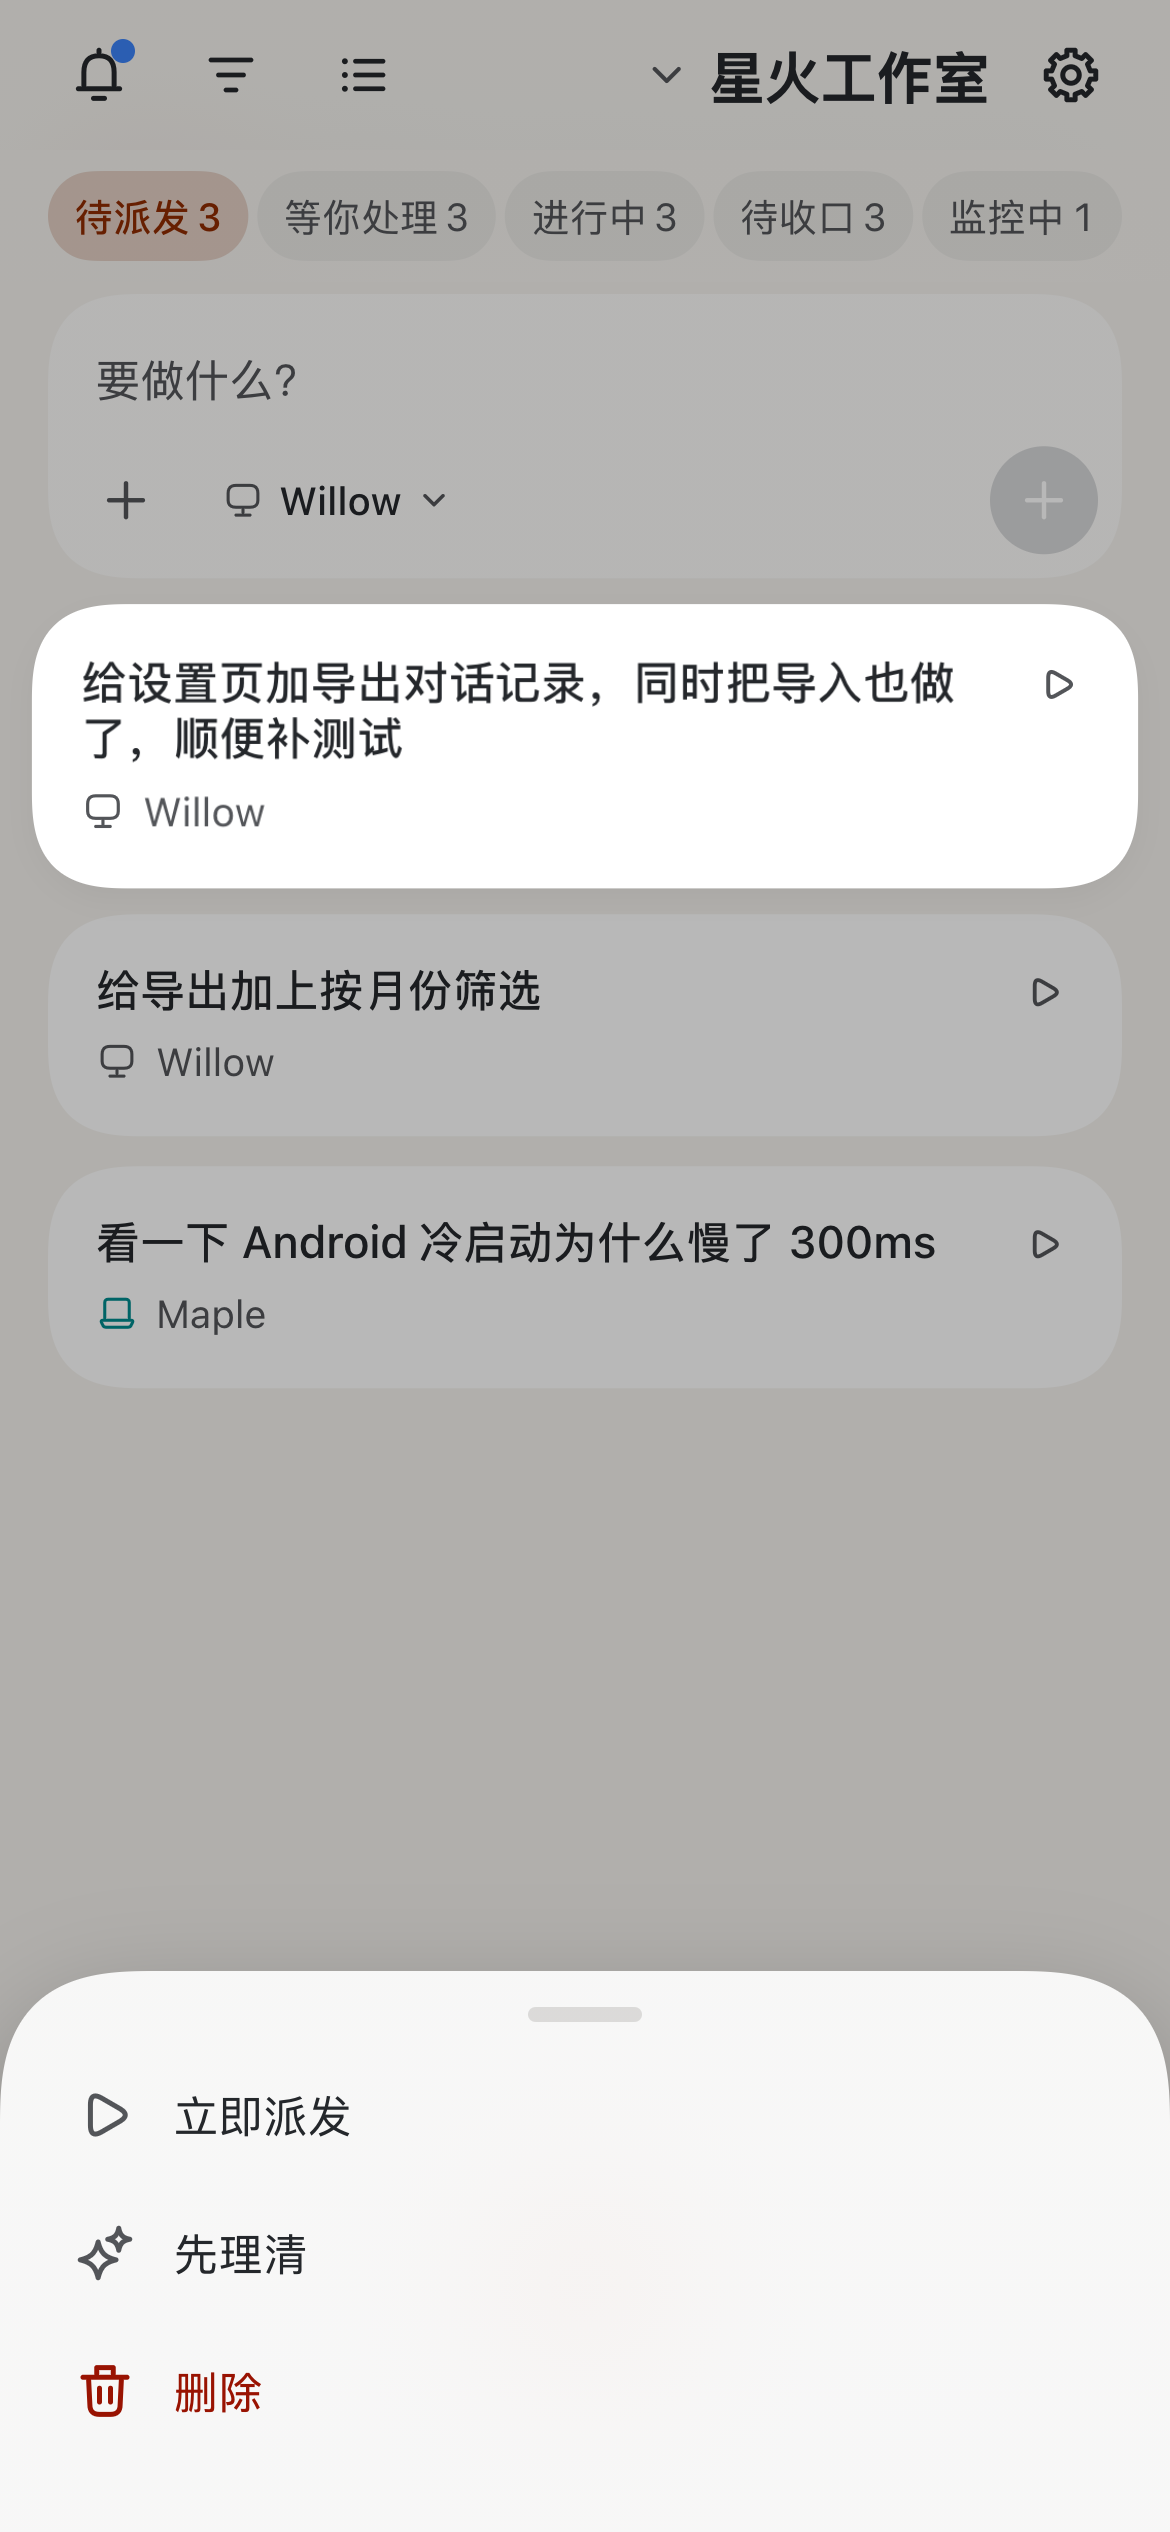 星火工作室
待派发 3
等你处理 3
进行中 3
待收口 3
监控中 1
要做什么?
Willow
给设置页加导出对话记录，同时把导入也做
了，顺便补测试
Willow
给导出加上按月份筛选
Willow
看一下 Android 冷启动为什么慢了 300ms
Maple
立即派发
先理清
删除